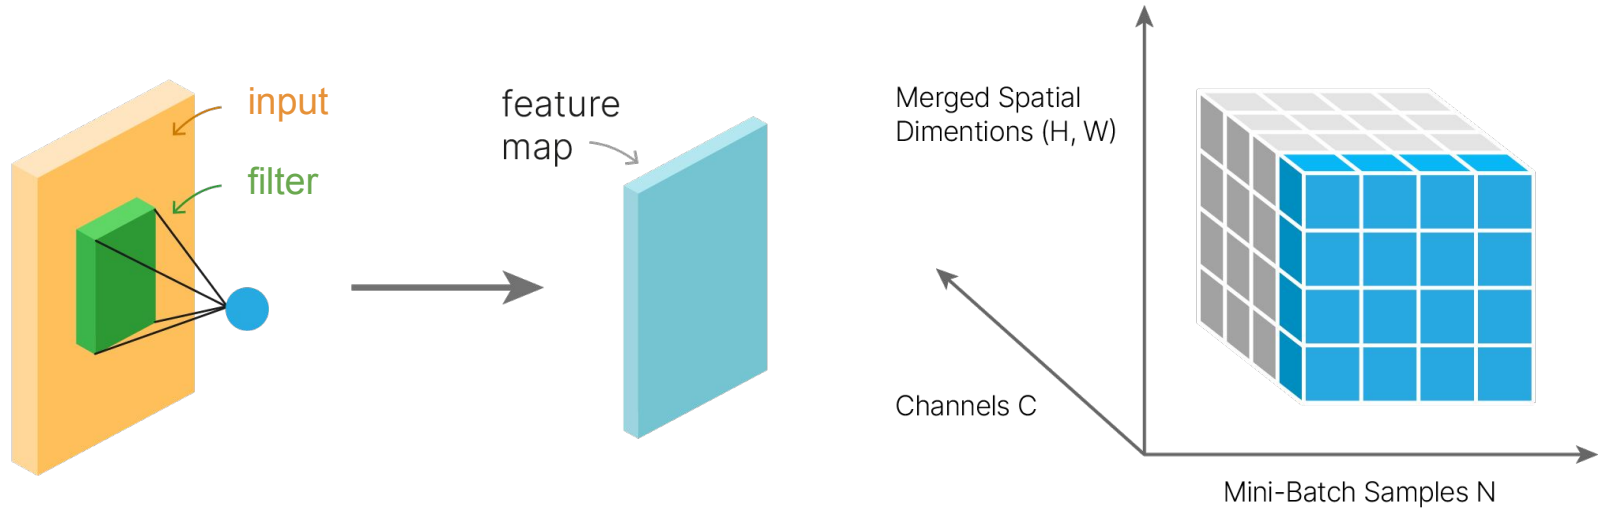 input
filter
feature
map
Merged Spatial
Dimentions (H, W)
Channels C
Mini-Batch Samples N